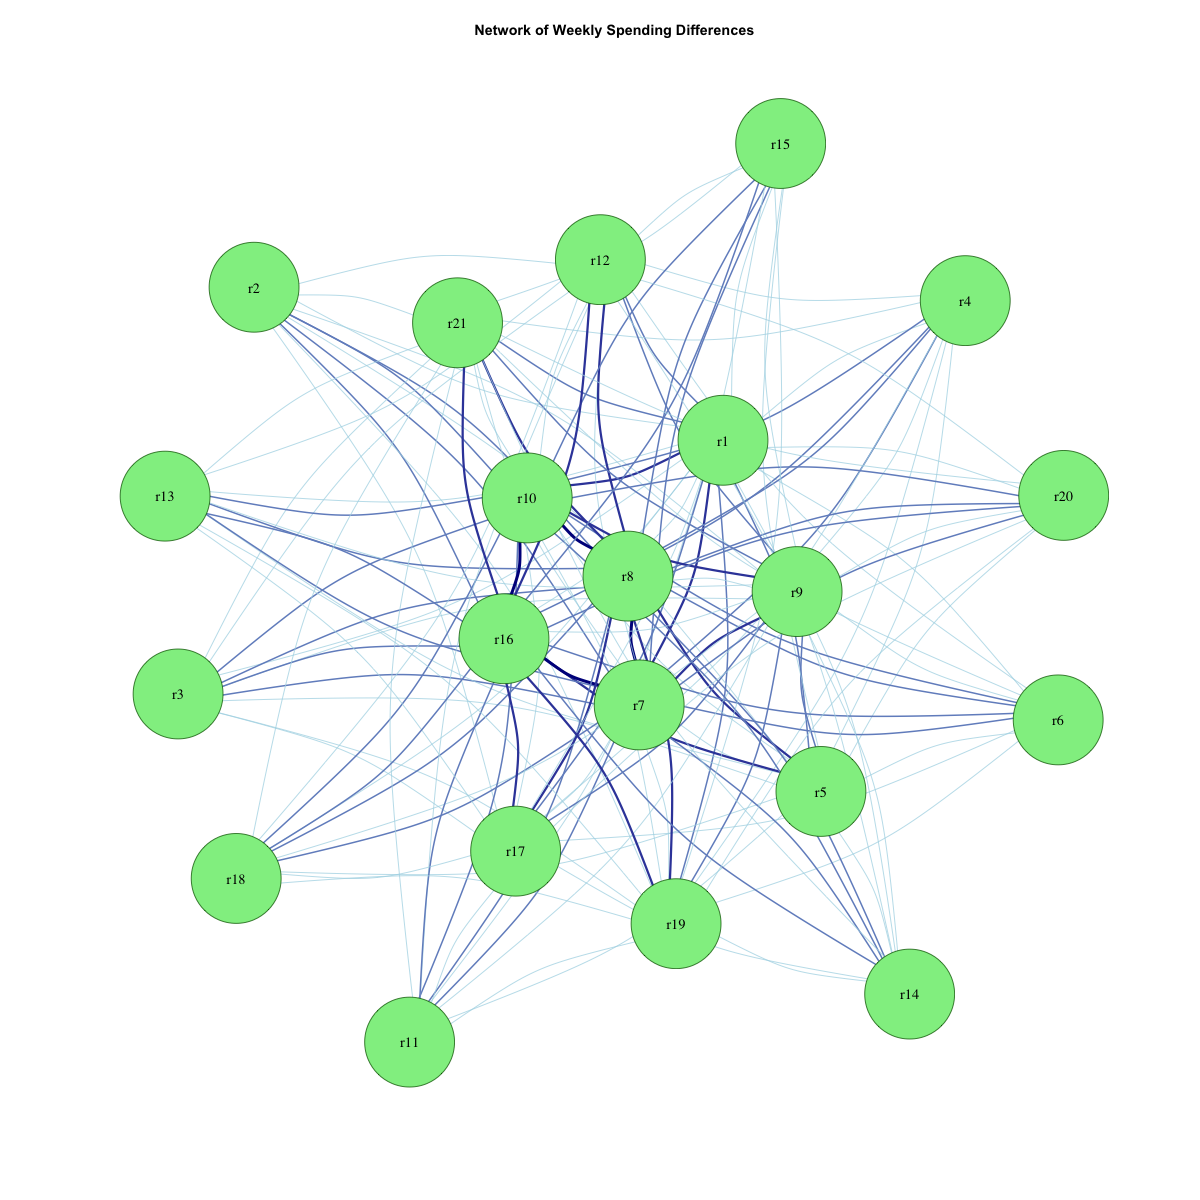 Network of Weekly Spending Differences
r15
r12
r2
r4
r21
r1
r13
r10
r20
r8
r9
r16
r3
r7
r6
r5
r17
r18
r19
r14
r11